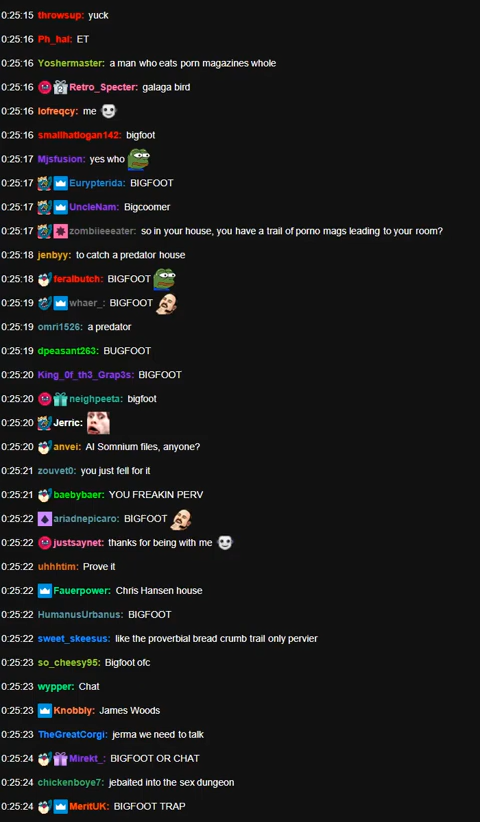 0:25:15 throwsup: yuck
0:25:16 Ph_hal: ET
0:25:16 Yoshermaster: a man who eats porn magazines whole
0:25:16 2 Retro_Specter: galaga bird
0:25:16 lofreqcy: me
0:25:16 smallhatlogan142: bigfoot
0:25:17 Mjsfusion: yes who
0:25:17 Eurypterida: BIGFOOT
0:25:17 UncleNam: Bigcoomer
0:25:17 zombiieeeater: so in your house, you have a trail of porno mags leading to your room?
0:25:18 jenbyy: to catch a predator house
0:25:18 feralbutch: BIGFOOT
0:25:19 whaer_: BIGFOOT
0:25:19 omri1526: a predator
0:25:19 dpeasant263: BUGFOOT
0:25:20 King_0f_th3_Grap3s: BIGFOOT
0:25:20 neighpeeta: bigfoot
0:25:20 Jerric:
0:25:20 anvei: AI Somnium files, anyone?
0:25:21 zouvet0: you just fell for it
0:25:21 baebybaer: YOU FREAKIN PERV
0:25:22 ariadnepicaro: BIGFOOT
0:25:22 justsaynet: thanks for being with me
0:25:22 uhhhtim: Prove it
0:25:22 Fauerpower: Chris Hansen house
0:25:22 HumanusUrbanus: BIGFOOT
0:25:22 sweet_skeesus: like the proverbial bread crumb trail only pervier
0:25:23 so_cheesy95: Bigfoot ofc
0:25:23 wypper: Chat
0:25:23 Knobbly: James Woods
0:25:23 TheGreatCorgi: jerma we need to talk
0:25:24 Mirekt_: BIGFOOT OR CHAT
0:25:24 chickenboye7: jebaited into the sex dungeon
0:25:24 MeritUK: BIGFOOT TRAP